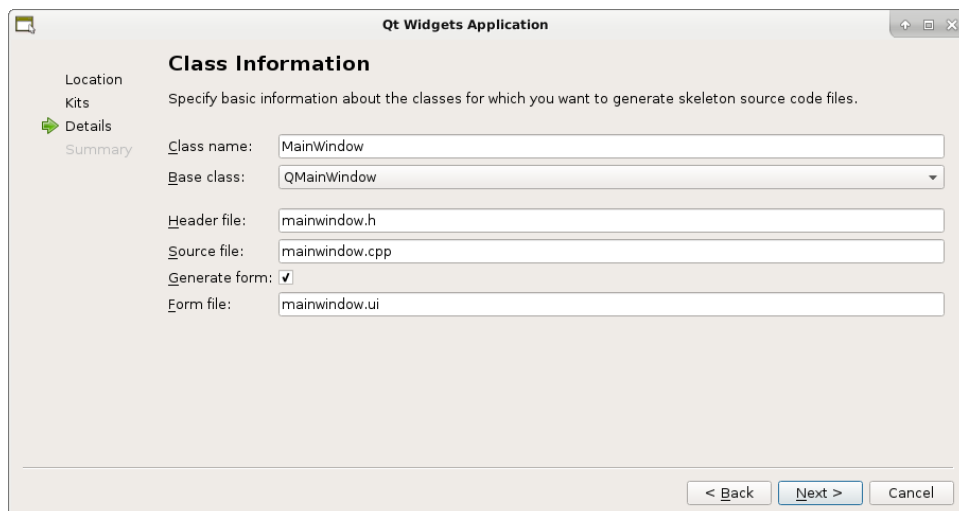 Qt Widgets Application
Location
Kits
Details
Summary
Class Information
Specify basic information about the classes for which you want to generate skeleton source code files.
Class name: MainWindow
Base class: QMainWindow
Header file: mainwindow.h
Source file: mainwindow.cpp
Generate form:
Form file: mainwindow.ui
< Back Next > Cancel